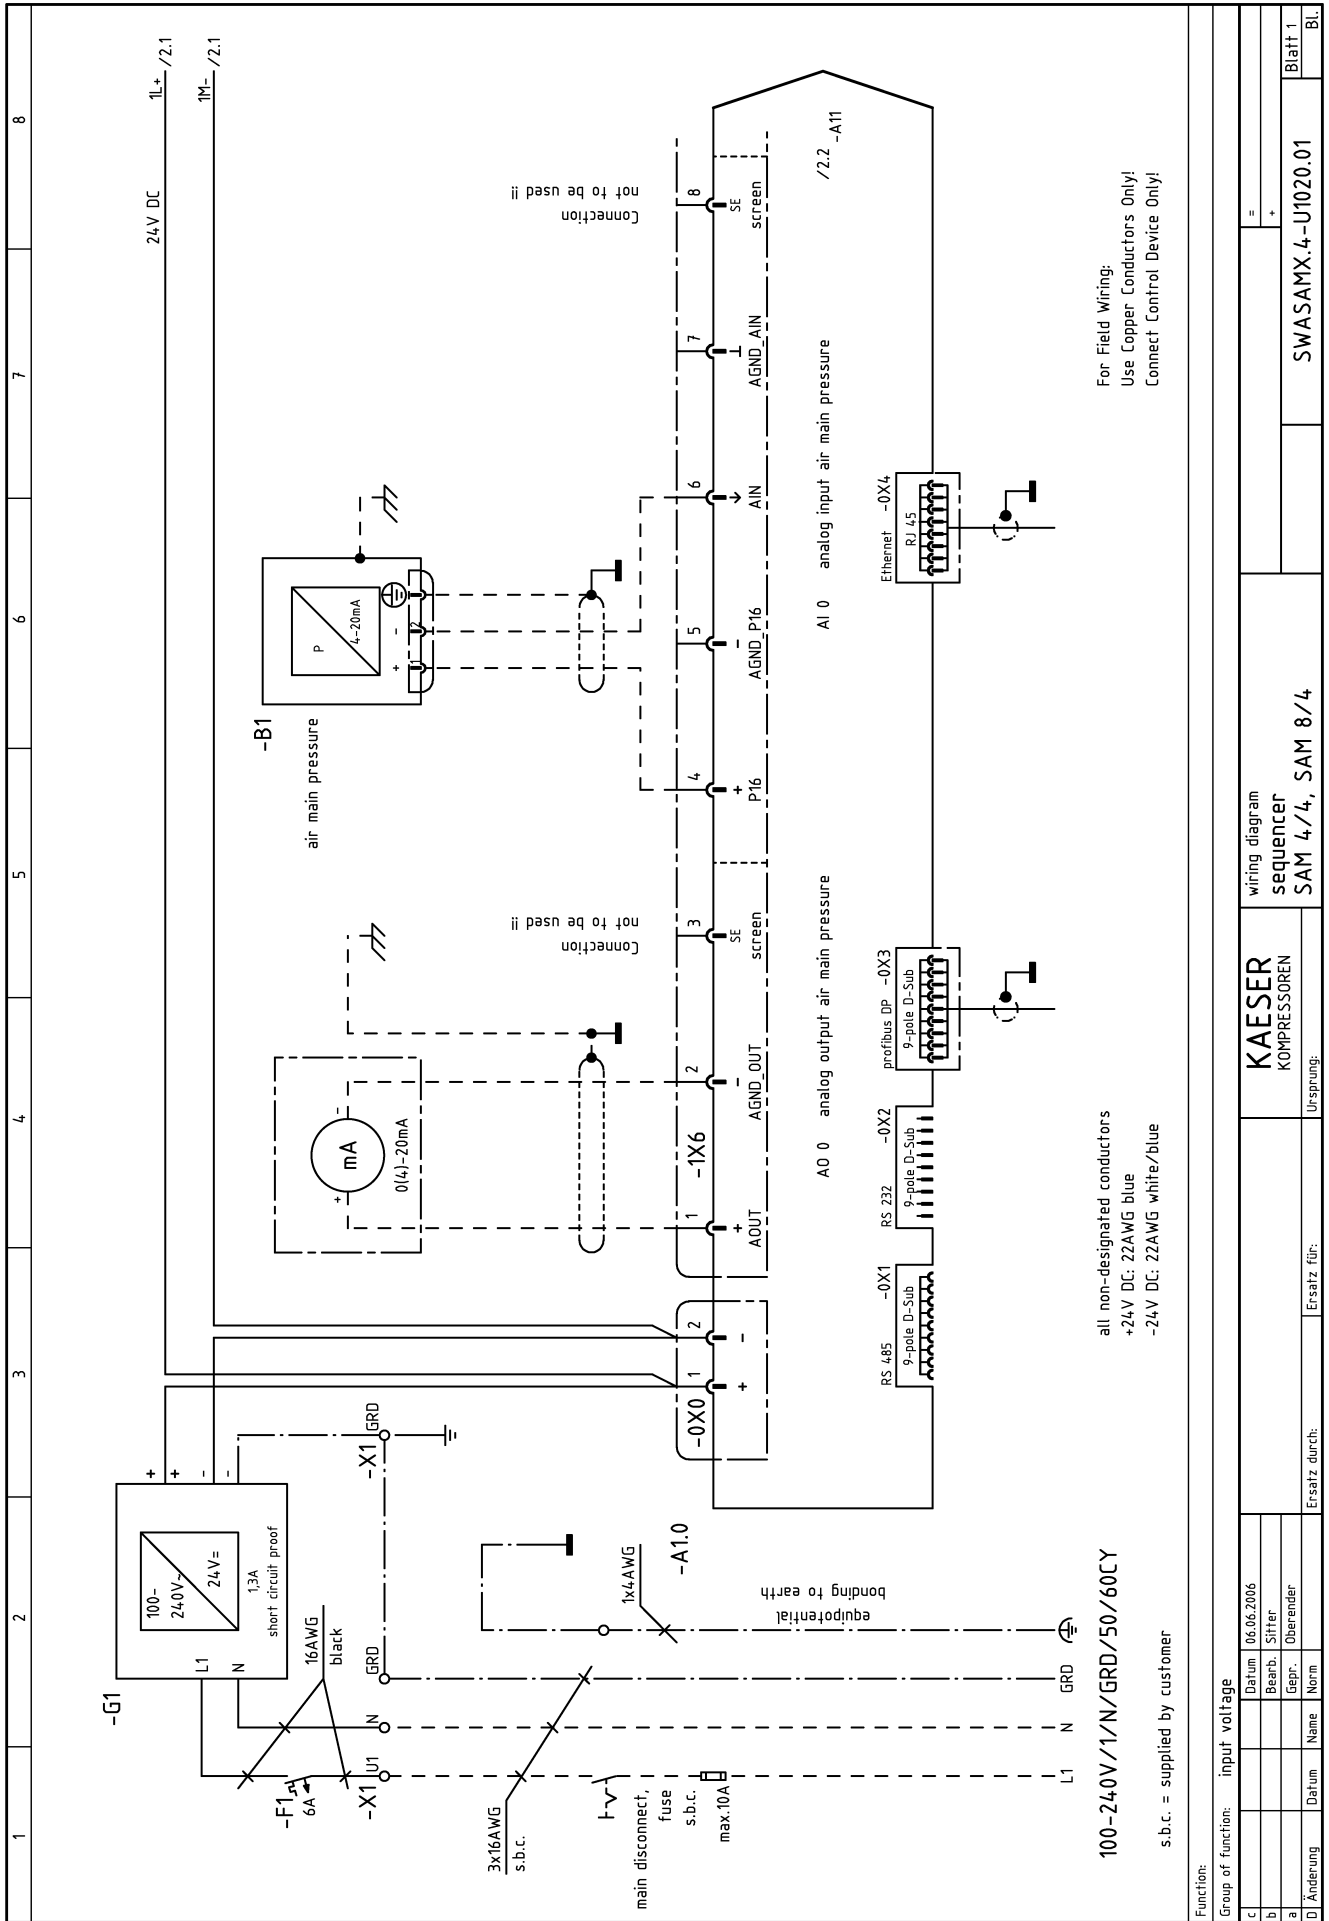 1
2
3
4
5
6
7
8
24V DC
1L+ /2.1
1M- /2.1
-G1
100-
240V~
24V=
1,3A
short circuit proof
L1
N
+
+
-
-
-F1
6A
16AWG
black
-X1
U1
N
GRD
-X1
GRD
3x16AWG
s.b.c.
main disconnect,
fuse
s.b.c.
max.10A
1x4AWG
equipotential
bonding to earth
L1
N
GRD
100-240V/1/N/GRD/50/60CY
s.b.c. = supplied by customer
-A1.0
-0X0
1
2
+
-
mA
+
-
0(4)-20mA
Connection
not to be used !!
-B1
air main pressure
P
4-20mA
+
-
1
2
Connection
not to be used !!
-1X6
1
2
3
4
5
6
7
8
+
-
SE
+
-
SE
AOUT
AGND_OUT
screen
P16
AGND_P16
AIN
AGND_AIN
screen
AO 0 analog output air main pressure
AI 0 analog input air main pressure
/2.2
-A11
RS 485
-0X1
9-pole D-Sub
RS 232
-0X2
9-pole D-Sub
profibus DP
-0X3
9-pole D-Sub
Ethernet
-0X4
RJ 45
all non-designated conductors
+24V DC: 22AWG blue
-24V DC: 22AWG white/blue
For Field Wiring:
Use Copper Conductors Only!
Connect Control Device Only!
Function:
Group of function: input voltage
c
b
a
D
Änderung
Datum
Name
Datum
06.06.2006
Bearb.
Sitter
Gepr.
Oberender
Norm
Ersatz durch:
Ersatz für:
Ursprung:
KAESER
KOMPRESSOREN
wiring diagram
sequencer
SAM 4/4, SAM 8/4
=
+
SWASAMX.4-U1020.01
Blatt 1
Bl.